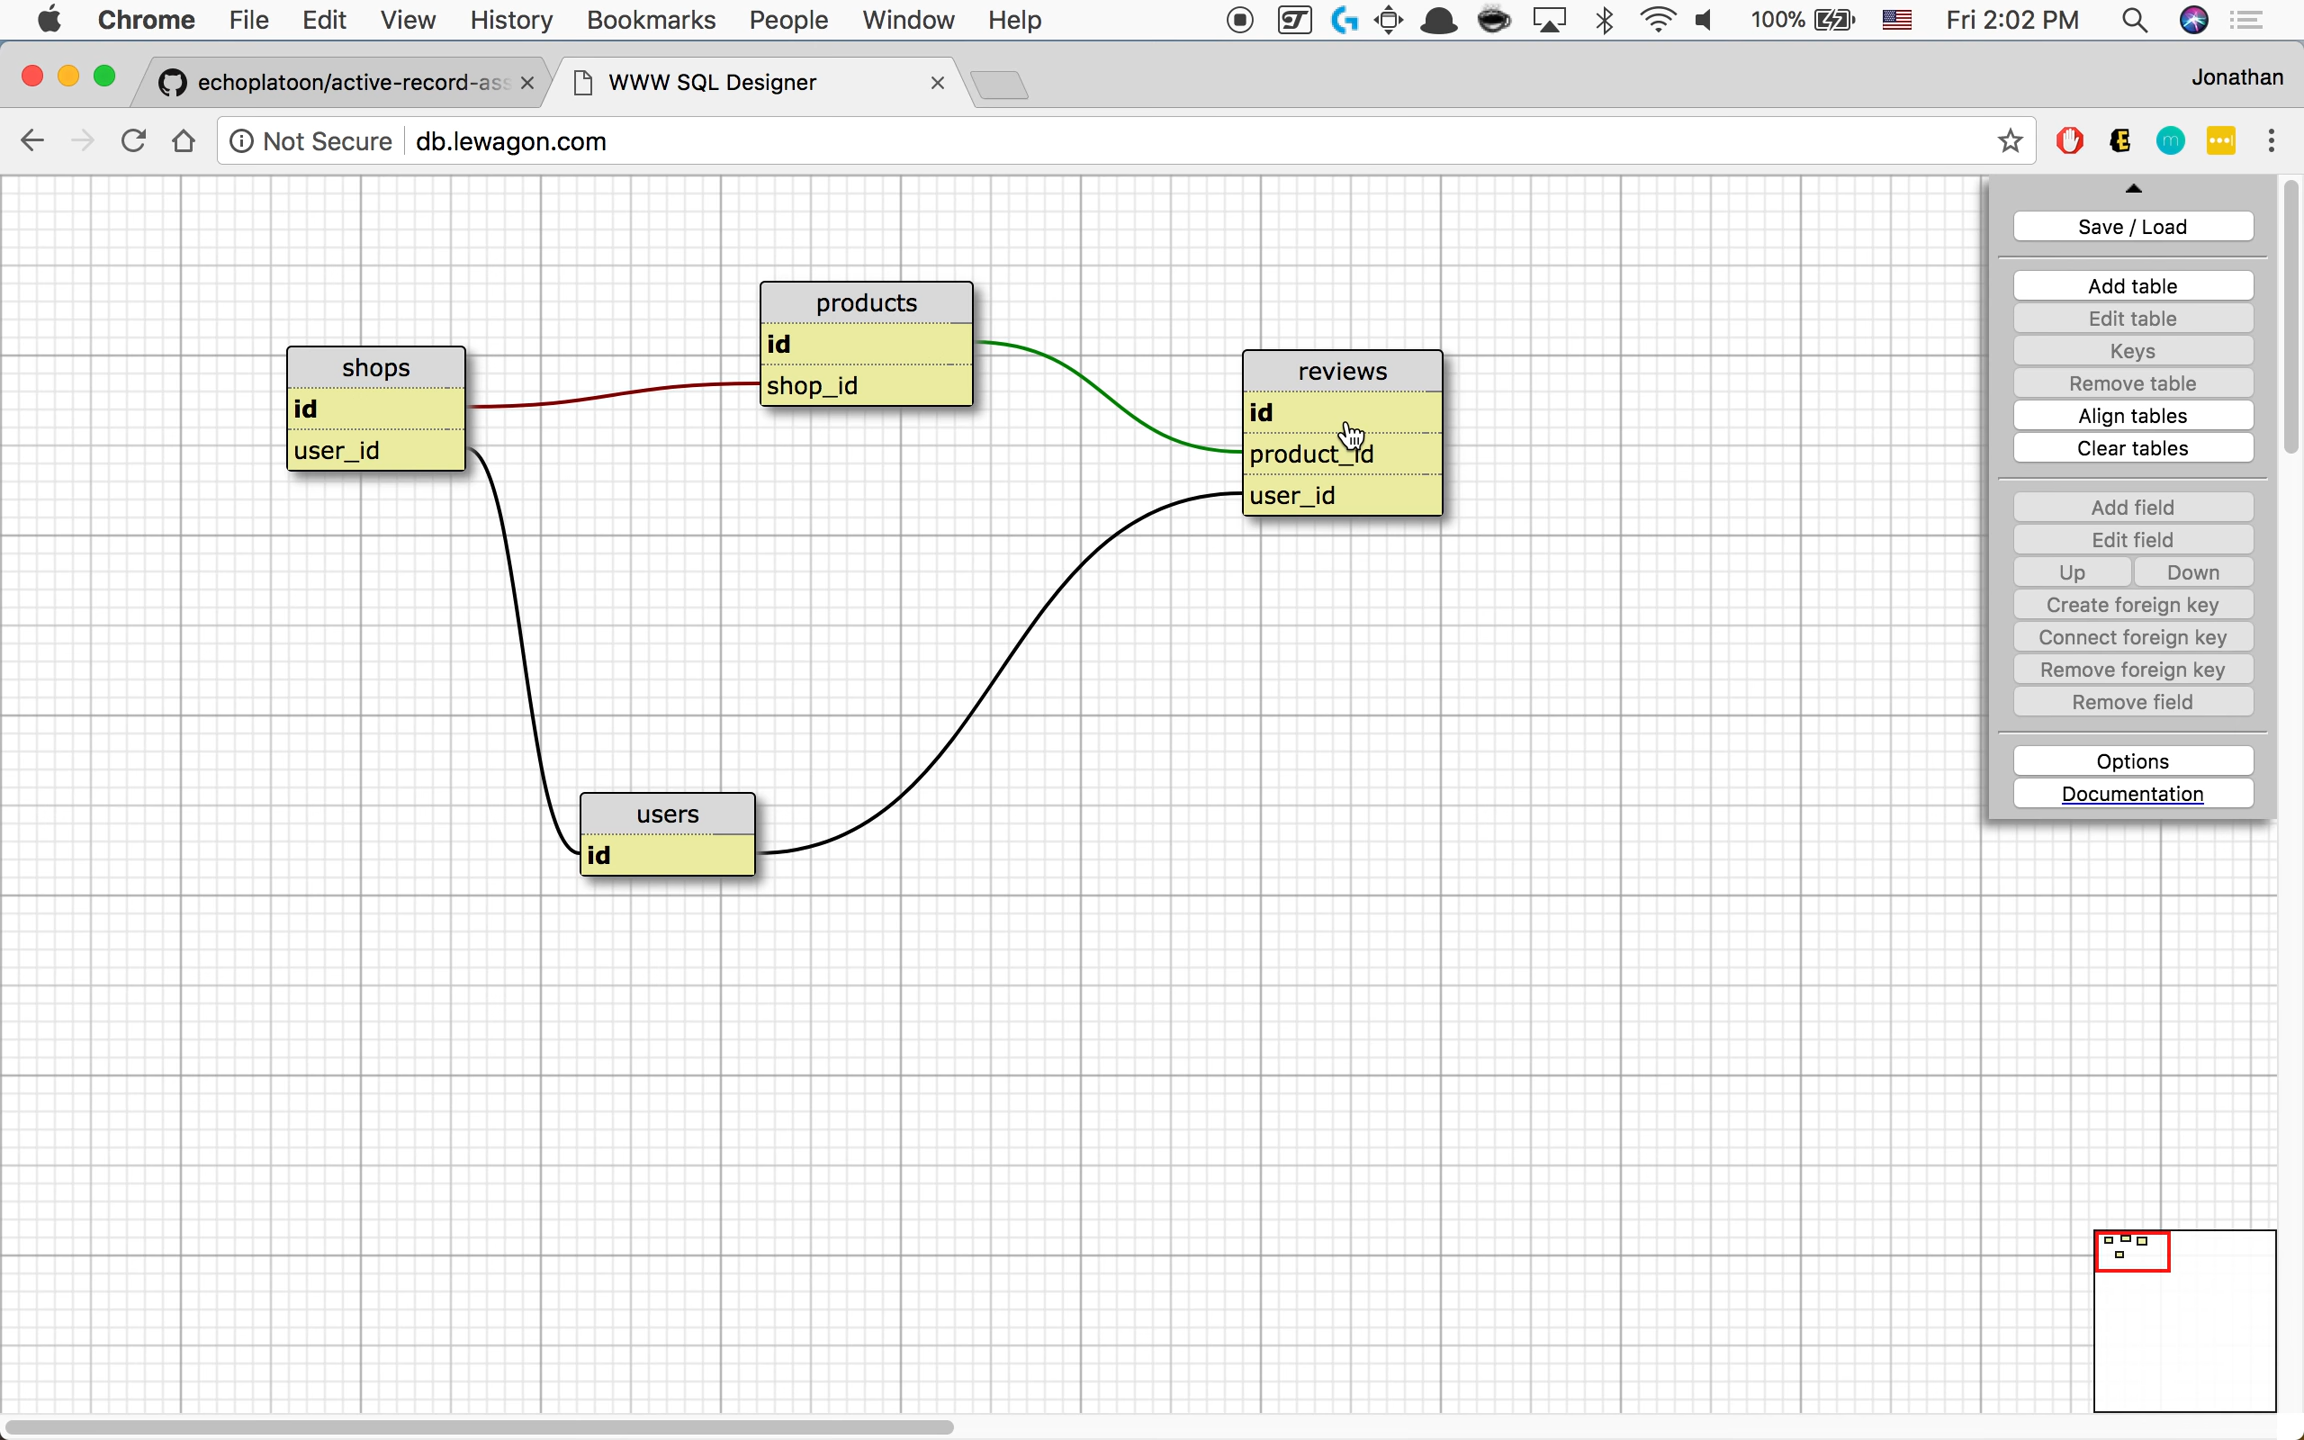 Chrome File Edit View History Bookmarks People Window Help 100% Fri 2:02 PM
echoplatoon/active-record-ass WWW SQL Designer Jonathan
Not Secure db.lewagon.com
Save / Load
Add table
Edit table
Keys
Remove table
Align tables
Clear tables
Add field
Edit field
Up Down
Create foreign key
Connect foreign key
Remove foreign key
Remove field
Options
Documentation
products
id
shop_id
shops
id
user_id
reviews
id
product_id
user_id
users
id